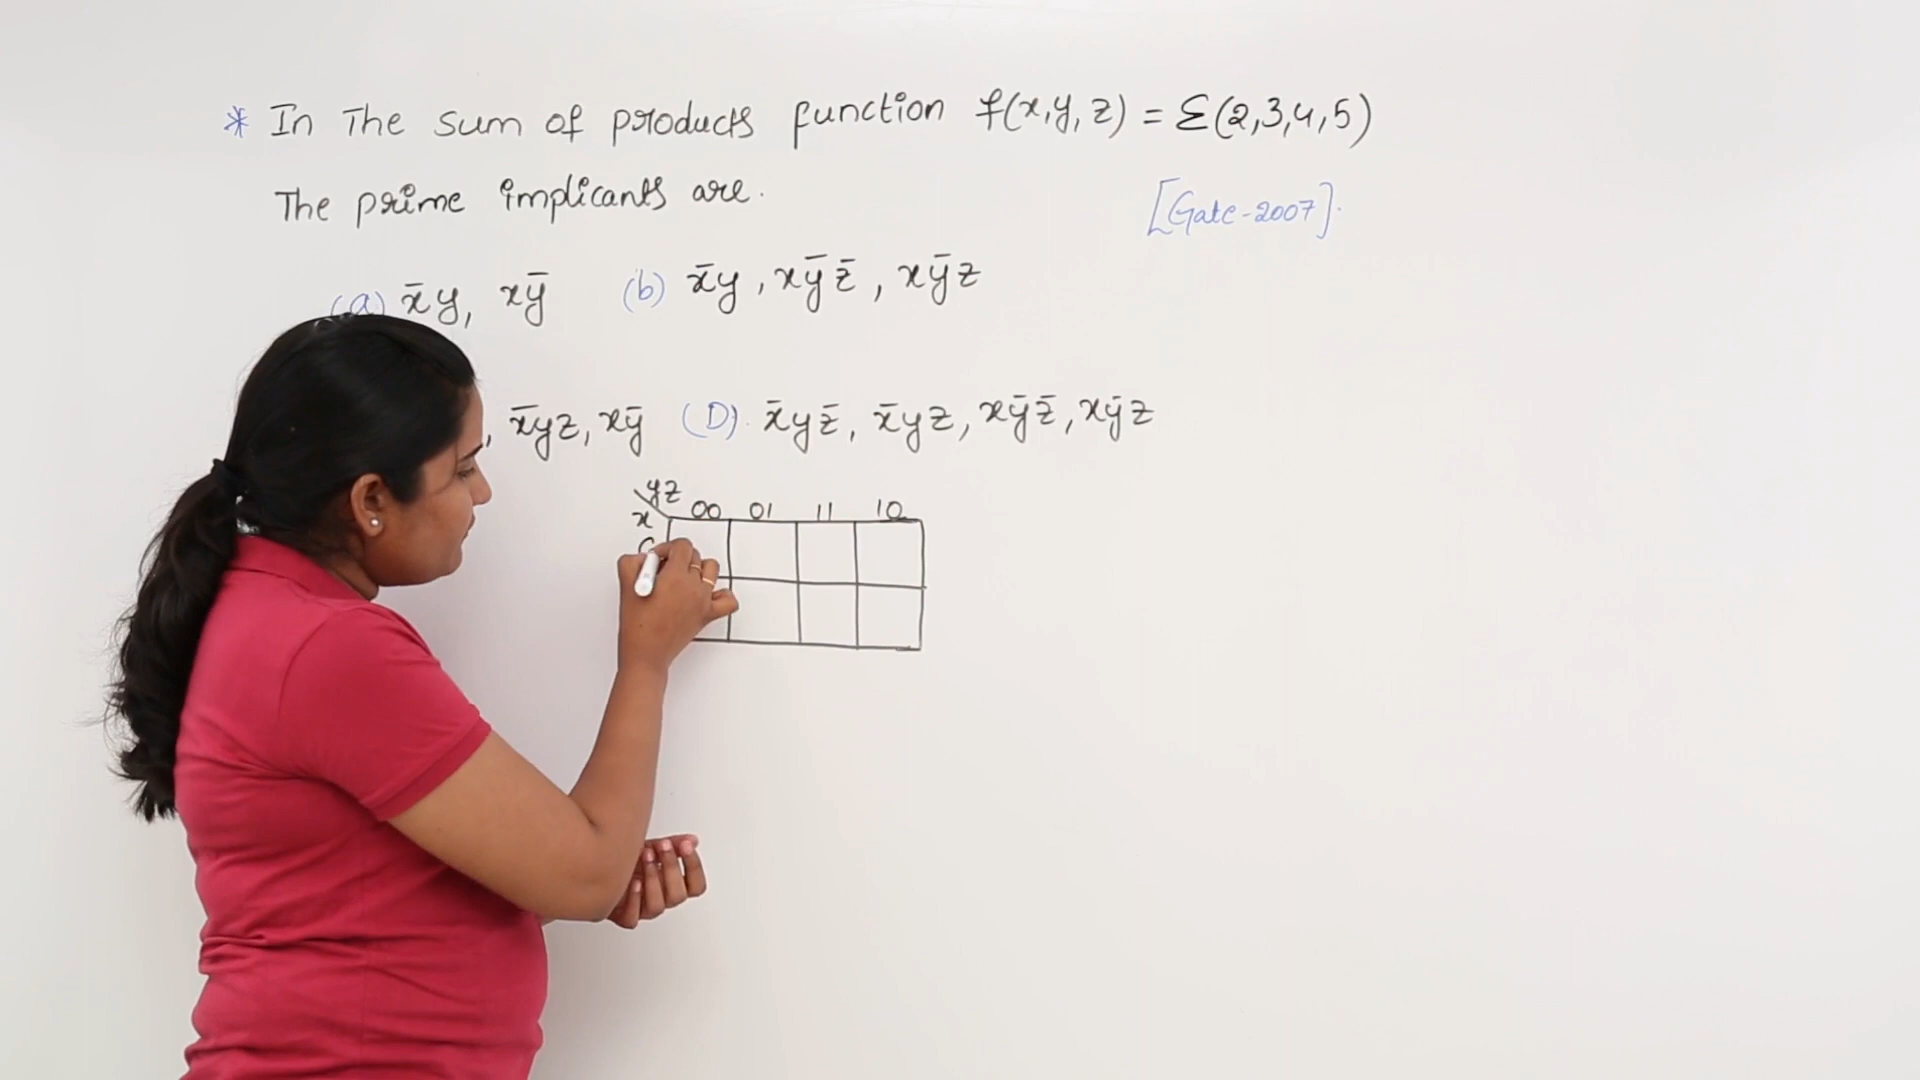 * In The sum of products function f(x,y,z) = Σ(2,3,4,5)
The prime implicants are.
[Gate-2007].
(a) x̄y, xȳ (b) x̄y, xȳz̄, xȳz
, x̄yz, xȳ (D). x̄yz̄, x̄yz, xȳz̄, xȳz
yz
x 00 01 11 10